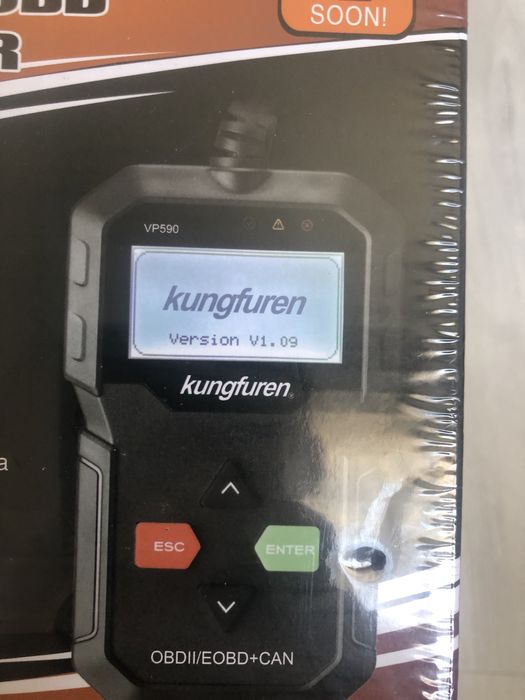 SOON!
R
VP590
kungfuren
Version V1.09
kungfuren
a
ESC
ENTER
OBDII/EOBD+CAN